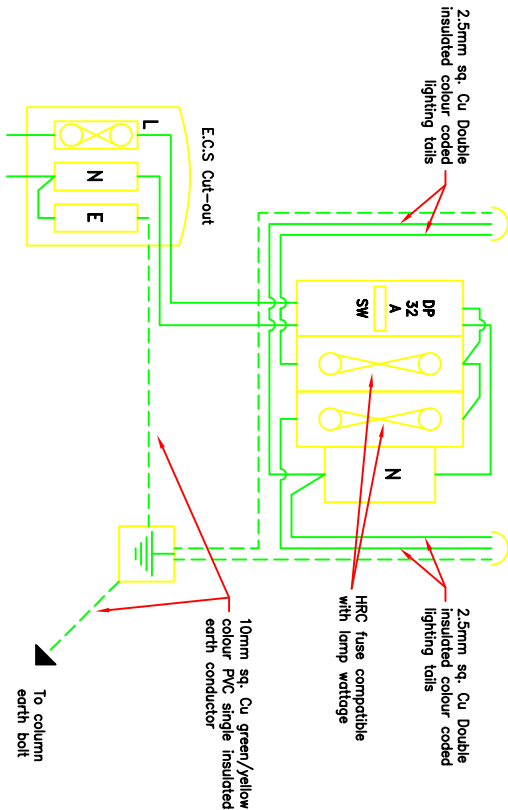 2.5mm sq. Cu Double
insulated colour coded
lighting tails
E.C.S Cut-out
L
N
E
DP
32
A
SW
N
HRC fuse compatible
with lamp wattage
2.5mm sq. Cu Double
insulated colour coded
lighting tails
10mm sq. Cu green/yellow
colour PVC single insulated
earth conductor
To column
earth bolt